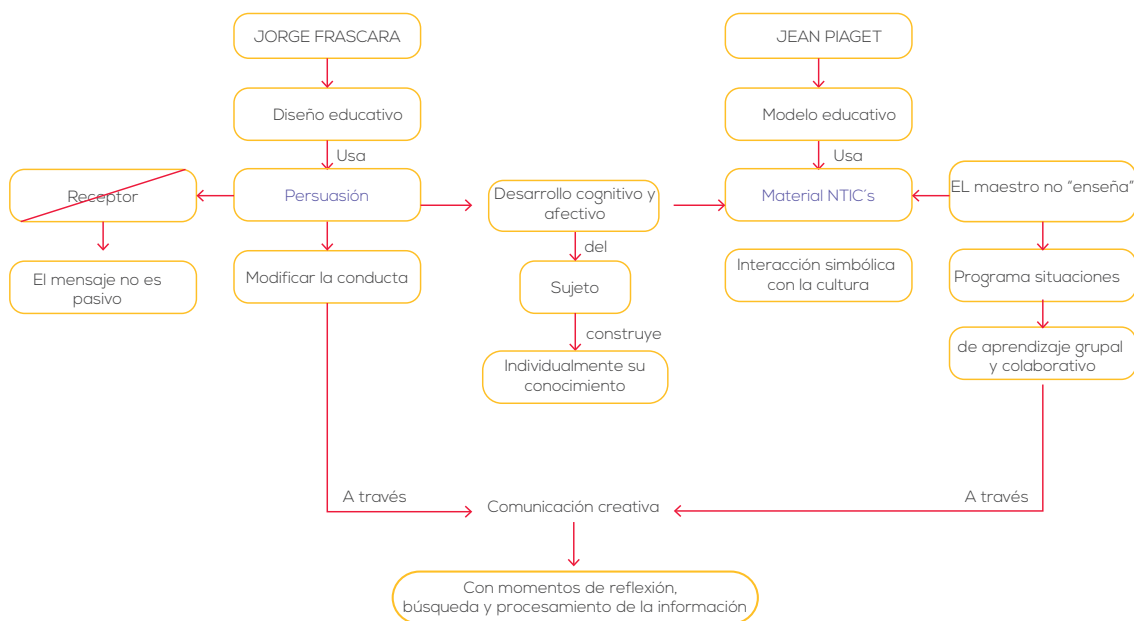 JORGE FRASCARA
JEAN PIAGET
Diseño educativo
Modelo educativo
Usa
Usa
Receptor
Persuasión
Desarrollo cognitivo y
afectivo
Material NTIC´s
EL maestro no "enseña"
del
El mensaje no es
pasivo
Modificar la conducta
Sujeto
Interacción simbólica
con la cultura
Programa situaciones
construye
Individualmente su
conocimiento
de aprendizaje grupal
y colaborativo
A través
Comunicación creativa
A través
Con momentos de reflexión,
búsqueda y procesamiento de la información